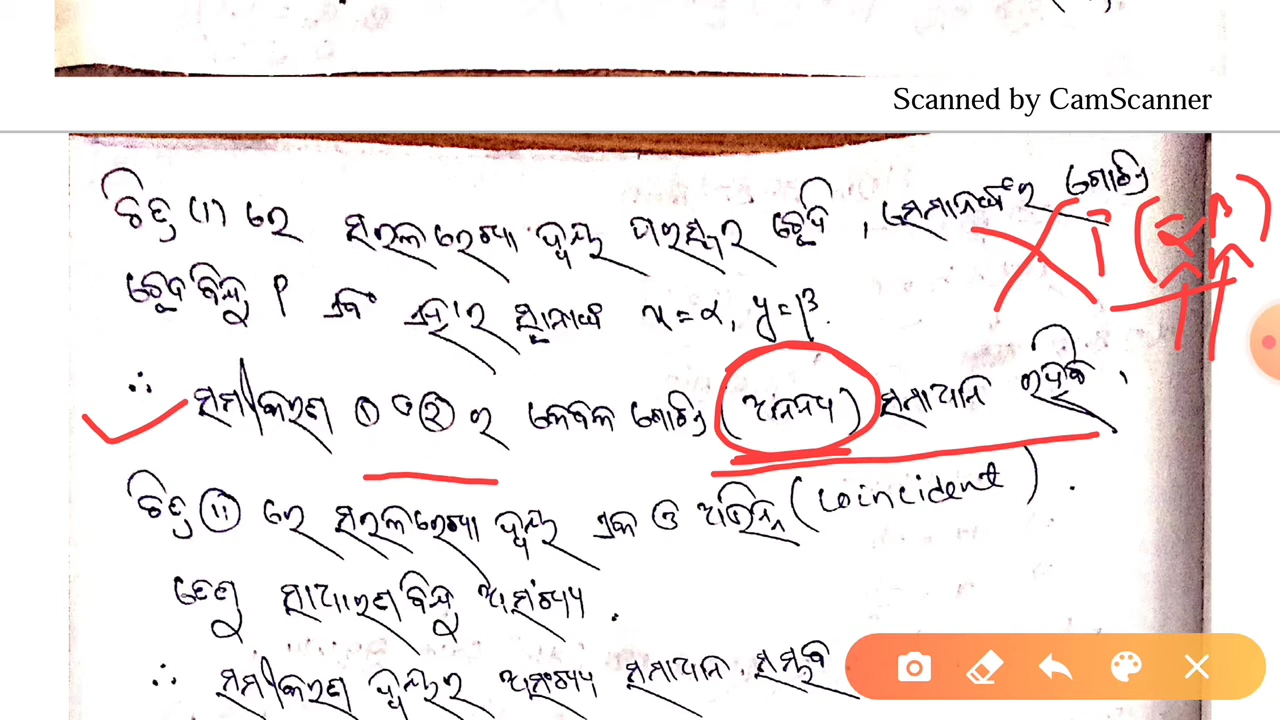 Scanned by CamScanner
ଚିତ୍ର (i) ରେ ସରଳରେଖା ଦ୍ୱୟ ପରସ୍ପର ଛେଦି, ସେମାନଙ୍କର ଗୋଟିଏ
ଛେଦବିନ୍ଦୁ P ଏବଂ ଏହାର ସ୍ଥାନାଙ୍କ x = α, y = β.
∴ ସମୀକରଣ ① ଓ ② ର କେବଳ ଗୋଟିଏ (ଅନନ୍ୟ) ସମାଧାନ ରହିବ ।
ଚିତ୍ର (ii) ରେ ସରଳରେଖା ଦ୍ୱୟ ଏକ ଓ ଅଭିନ୍ନ (coincident).
ତେଣୁ ସାଧାରଣ ବିନ୍ଦୁ ଅସଂଖ୍ୟ.
∴ ସମୀକରଣ ଦ୍ୱୟର ଅସଂଖ୍ୟ ସମାଧାନ ସମ୍ଭବ